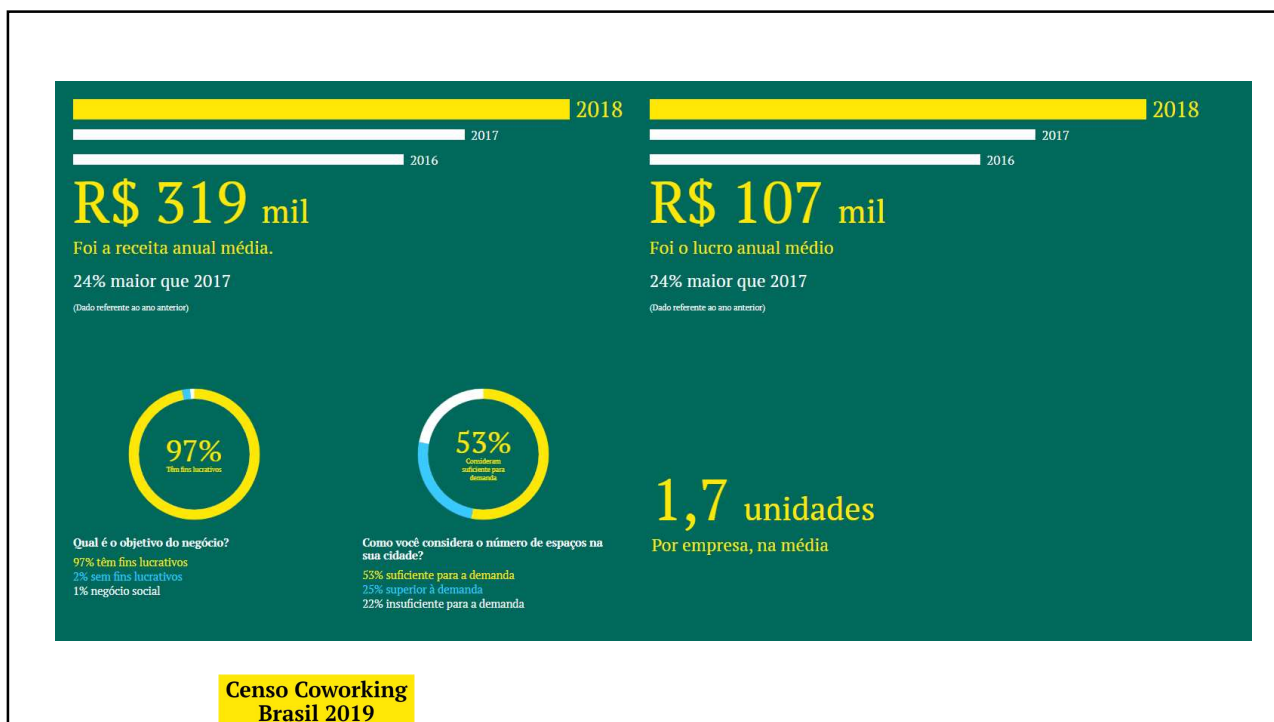 2018
2017
2016
R$ 319 mil
Foi a receita anual média.
24% maior que 2017
(Dado referente ao ano anterior)
2018
2017
2016
R$ 107 mil
Foi o lucro anual médio
24% maior que 2017
(Dado referente ao ano anterior)
97%
Têm fins lucrativos
Qual é o objetivo do negócio?
97% têm fins lucrativos
2% sem fins lucrativos
1% negócio social
53%
Consideram
suficiente para
demanda
Como você considera o número de espaços na
sua cidade?
53% suficiente para a demanda
25% superior à demanda
22% insuficiente para a demanda
1,7 unidades
Por empresa, na média
Censo Coworking
Brasil 2019